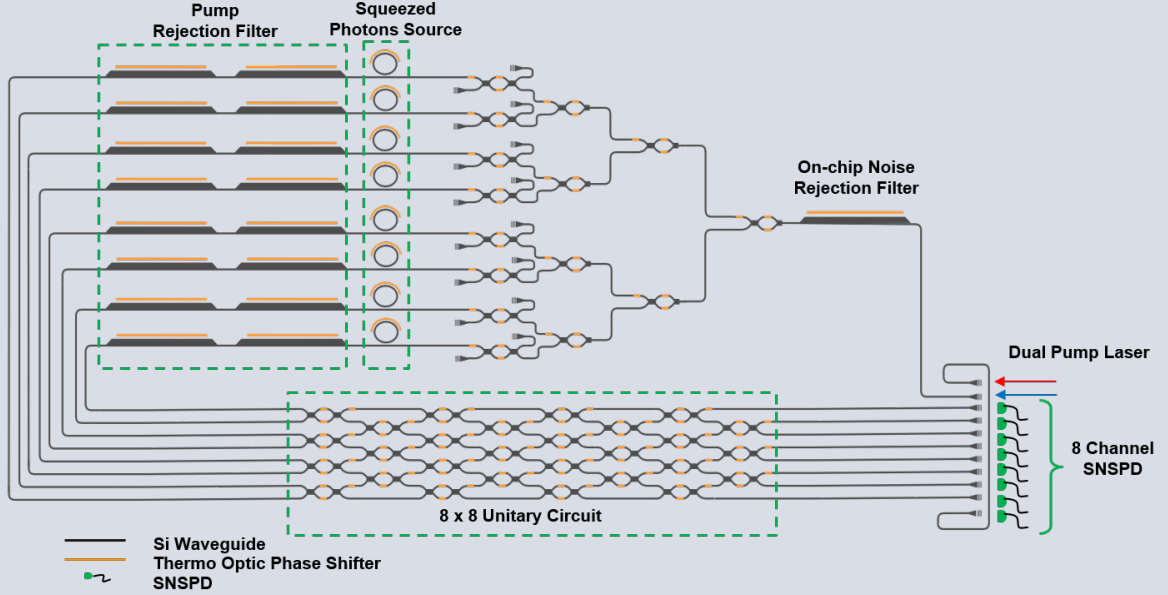 Pump
Rejection Filter
Squeezed
Photons Source
On-chip Noise
Rejection Filter
Dual Pump Laser
8 Channel
SNSPD
8 x 8 Unitary Circuit
Si Waveguide
Thermo Optic Phase Shifter
SNSPD